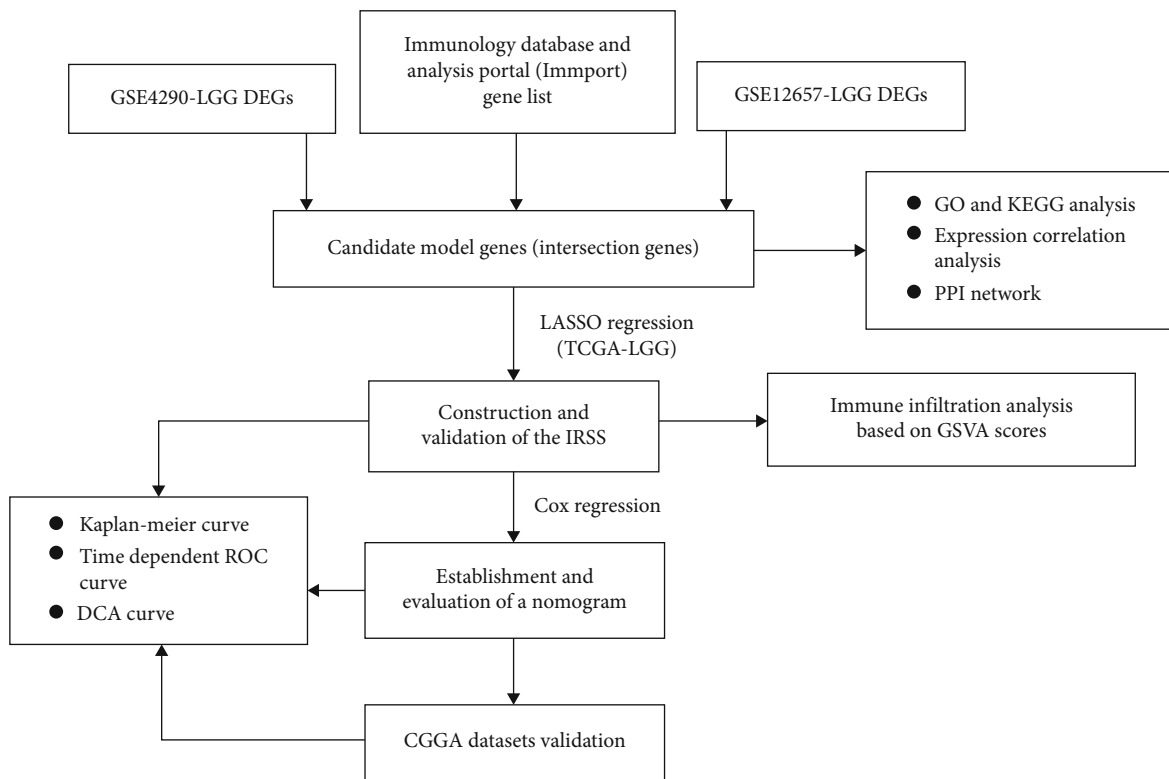 Immunology database and
analysis portal (Immport)
gene list
GSE4290-LGG DEGs
GSE12657-LGG DEGs
Candidate model genes (intersection genes)
● GO and KEGG analysis
● Expression correlation
analysis
● PPI network
LASSO regression
(TCGA-LGG)
Construction and
validation of the IRSS
Immune infiltration analysis
based on GSVA scores
Cox regression
● Kaplan-meier curve
● Time dependent ROC
curve
● DCA curve
Establishment and
evaluation of a nomogram
CGGA datasets validation